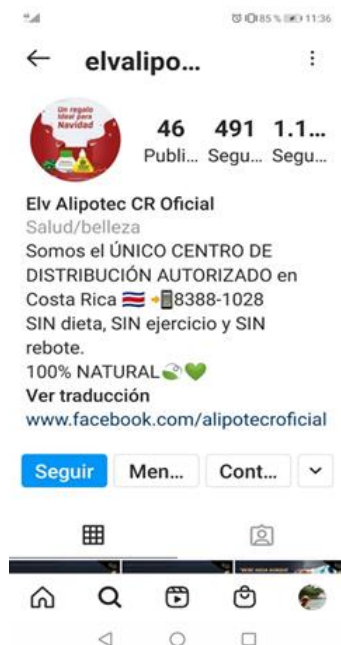 85 % 11:36
elvalipo...
Un regalo
ideal para
Navidad
46 491 1.1...
Publi... Segu... Segu...
Elv Alipotec CR Oficial
Salud/belleza
Somos el ÚNICO CENTRO DE
DISTRIBUCIÓN AUTORIZADO en
Costa Rica 🇨🇷 📲8388-1028
SIN dieta, SIN ejercicio y SIN
rebote.
100% NATURAL🍃💚
Ver traducción
www.facebook.com/alipotecroficial
Seguir Men... Cont...